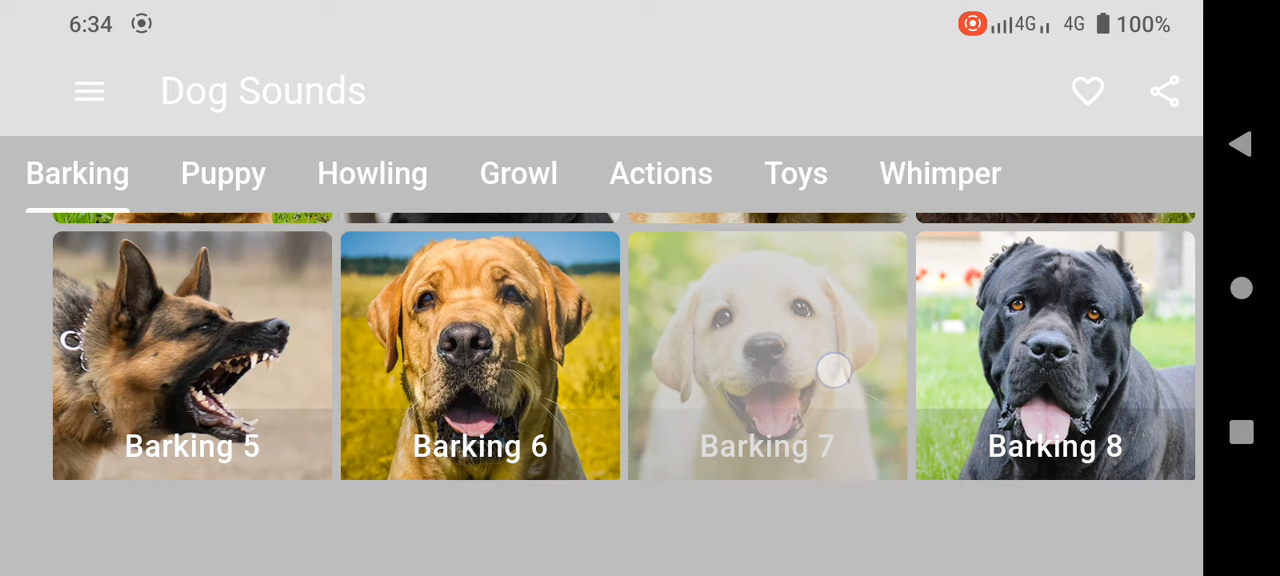 6:34 4G 4G 100%
Dog Sounds
Barking Puppy Howling Growl Actions Toys Whimper
Barking 5 Barking 6 Barking 7 Barking 8